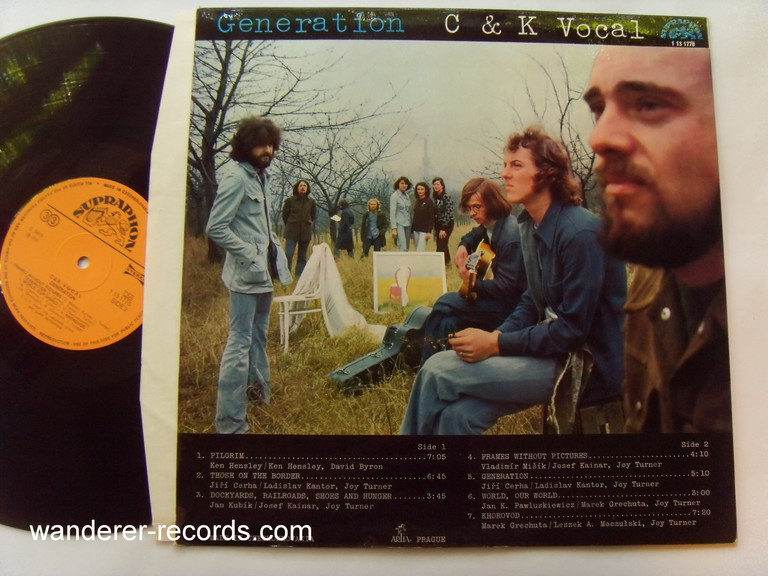 Generation C & K Vocal
SUPRAPHON
1 13 1778
SUPRAPHON
33
Side 1
1. PILGRIM 7:05
Ken Hensley/Ken Hensley, David Byron
2. THOSE ON THE BORDER 6:45
Jiří Cerha/Ladislav Kantor, Joy Turner
3. DOCKYARDS, RAILROADS, SHOES AND HUNGER 3:45
Jan Kubík/Josef Kainar, Joy Turner
Side 2
4. FRAMES WITHOUT PICTURES 4:10
Vladimír Mišík/Josef Kainar, Joy Turner
5. GENERATION 5:10
Jiří Cerha/Ladislav Kantor, Joy Turner
6. WORLD, OUR WORLD 3:00
Jan K. Pawluskiewicz/Marek Grechuta, Joy Turner
7. KHOROVOD 7:20
Marek Grechuta/Leszek A. Moczulski, Joy Turner
wanderer-records.com
ARTIA PRAGUE